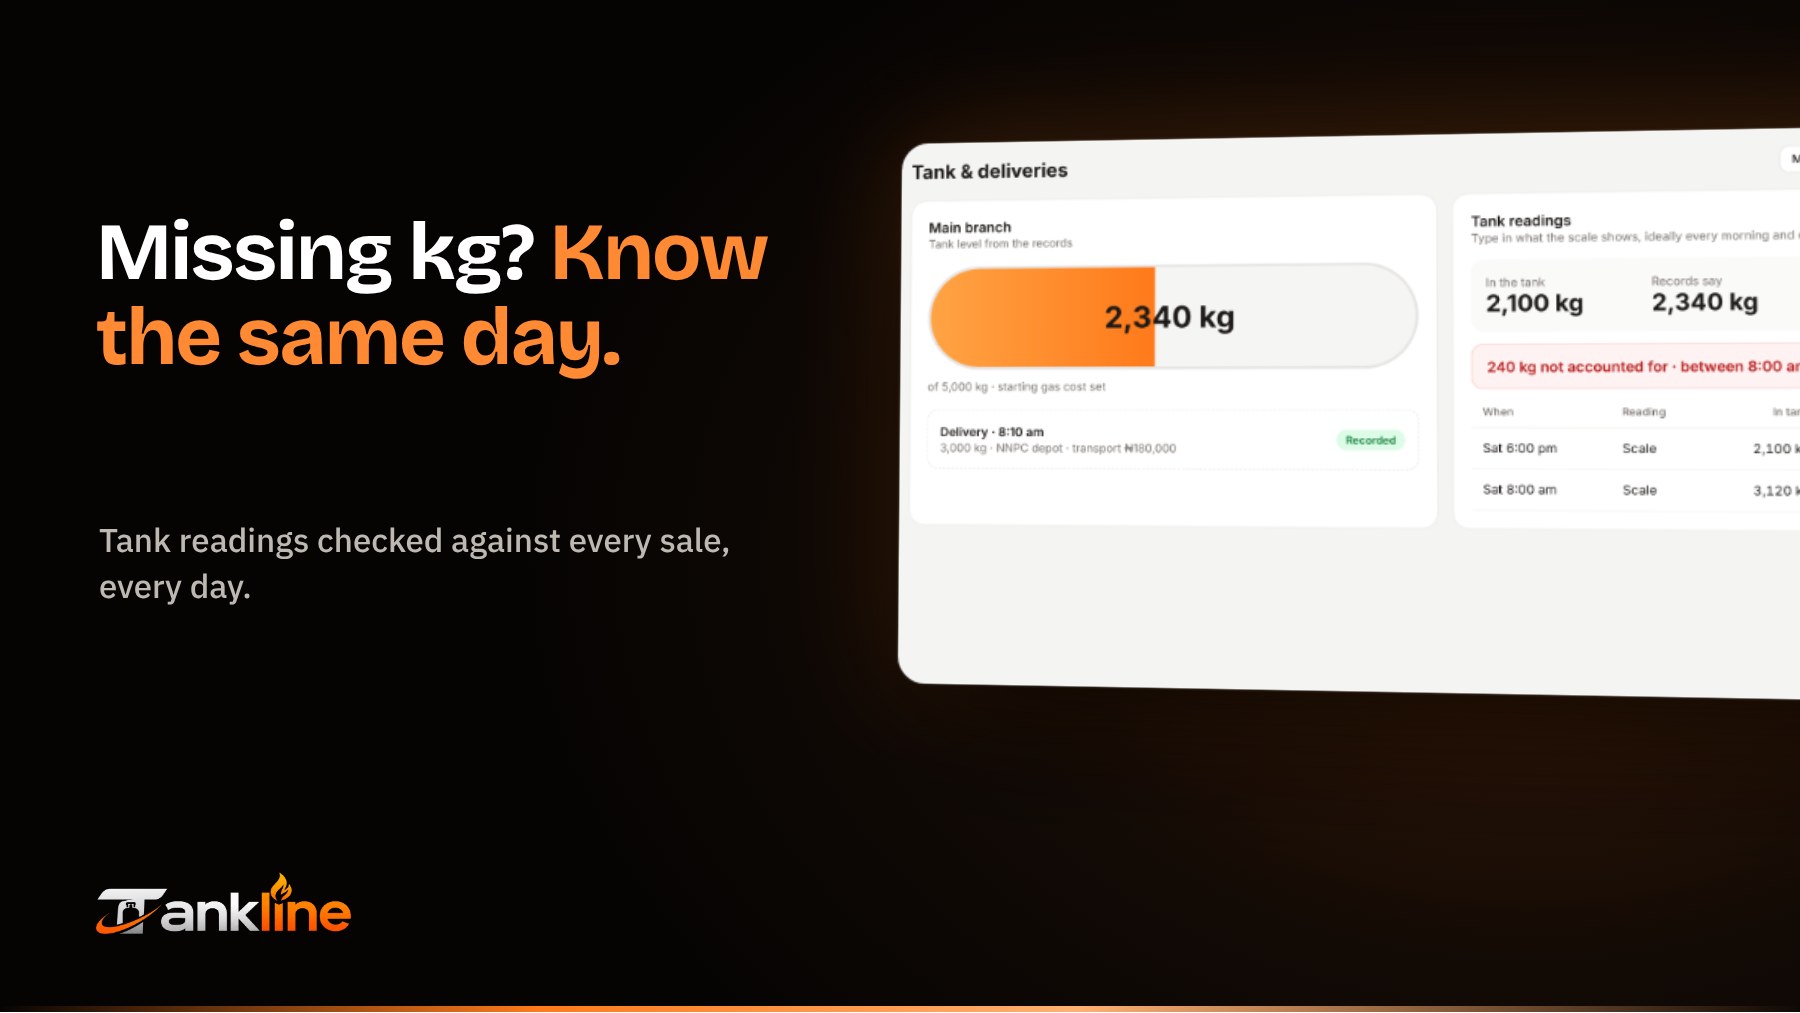 Missing kg? Know
the same day.
Tank readings checked against every sale,
every day.
Tankline
Tank & deliveries
Main branch
Tank level from the records
2,340 kg
of 5,000 kg · starting gas cost set
Delivery · 8:10 am
3,000 kg · NNPC depot · transport ₦180,000
Recorded
Tank readings
Type in what the scale shows, ideally every morning and
In the tank
Records say
2,100 kg
2,340 kg
240 kg not accounted for · between 8:00
When
Reading
Sat 6:00 pm
Scale
2,100
Sat 8:00 am
Scale
3,120